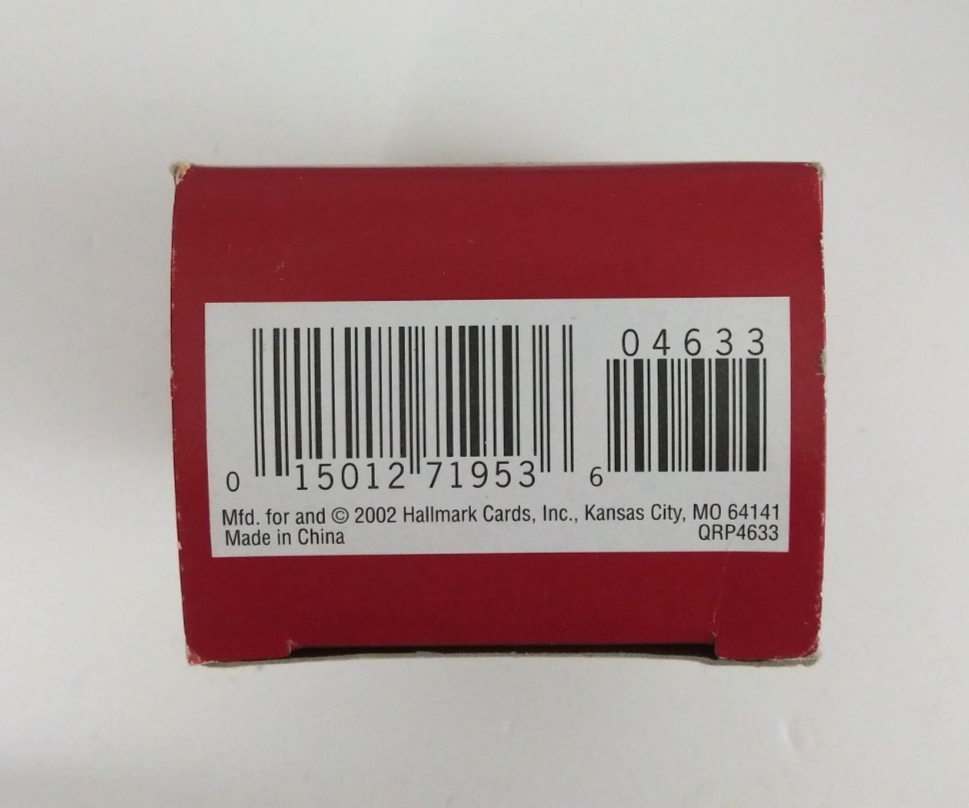 04633
0 15012 71953 6
Mfd. for and © 2002 Hallmark Cards, Inc., Kansas City, MO 64141
Made in China QRP4633